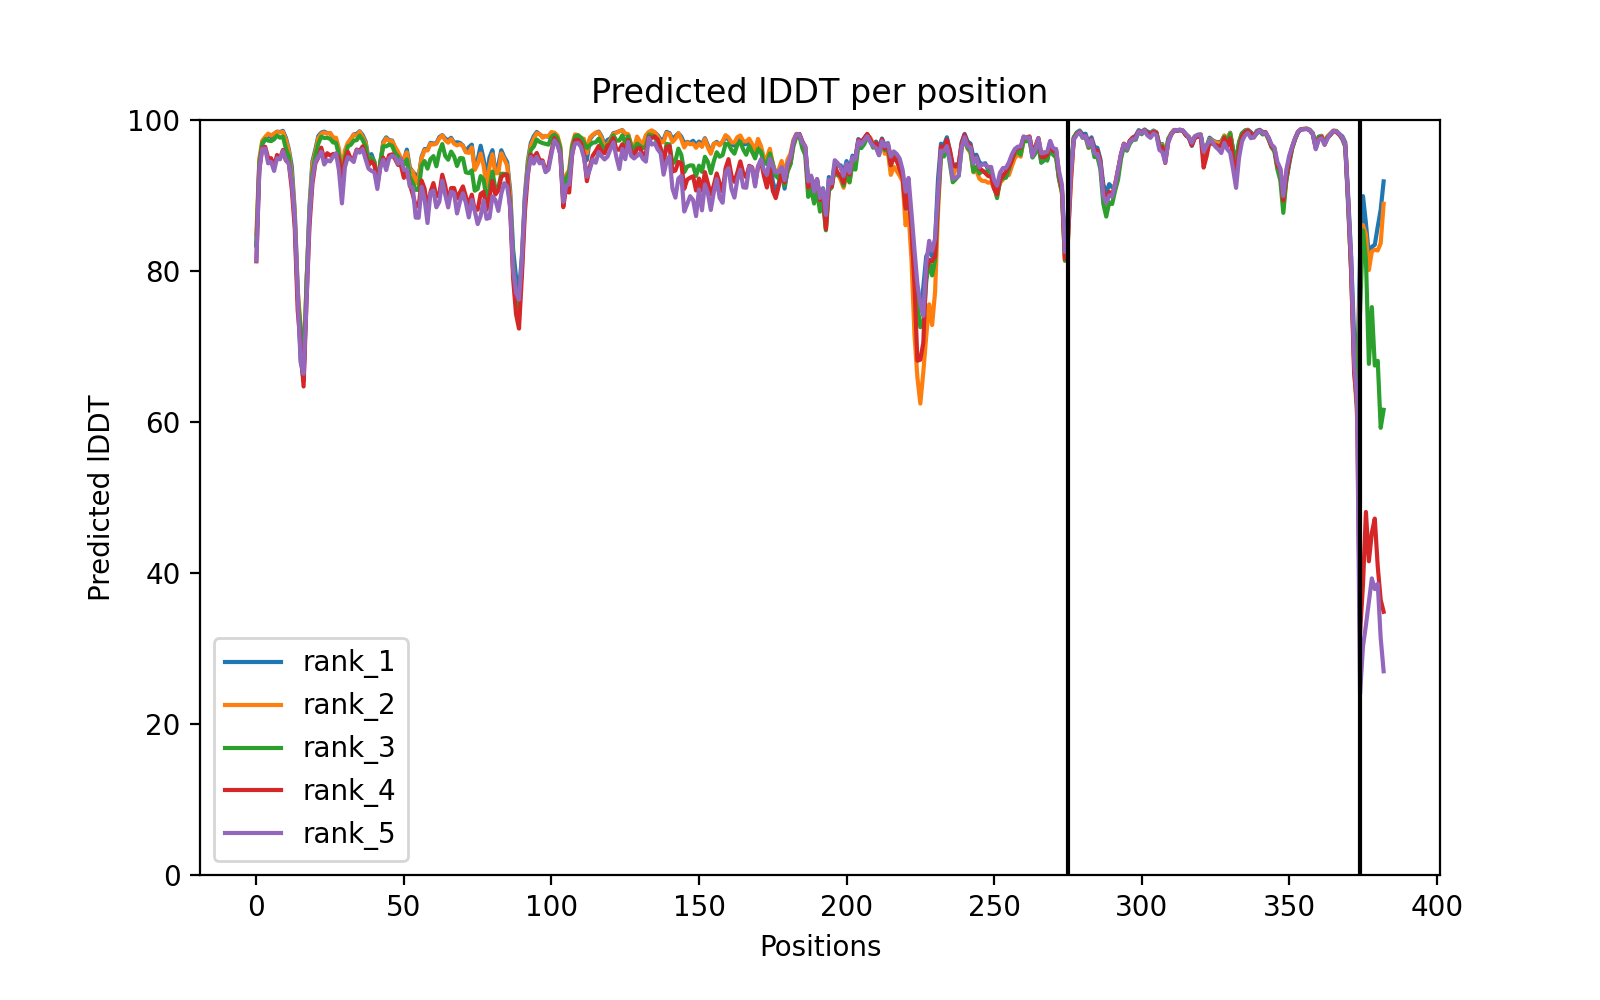 Predicted lDDT per position
100
80
60
40
20
0
Predicted lDDT
rank_1
rank_2
rank_3
rank_4
rank_5
0 50 100 150 200 250 300 350 400
Positions